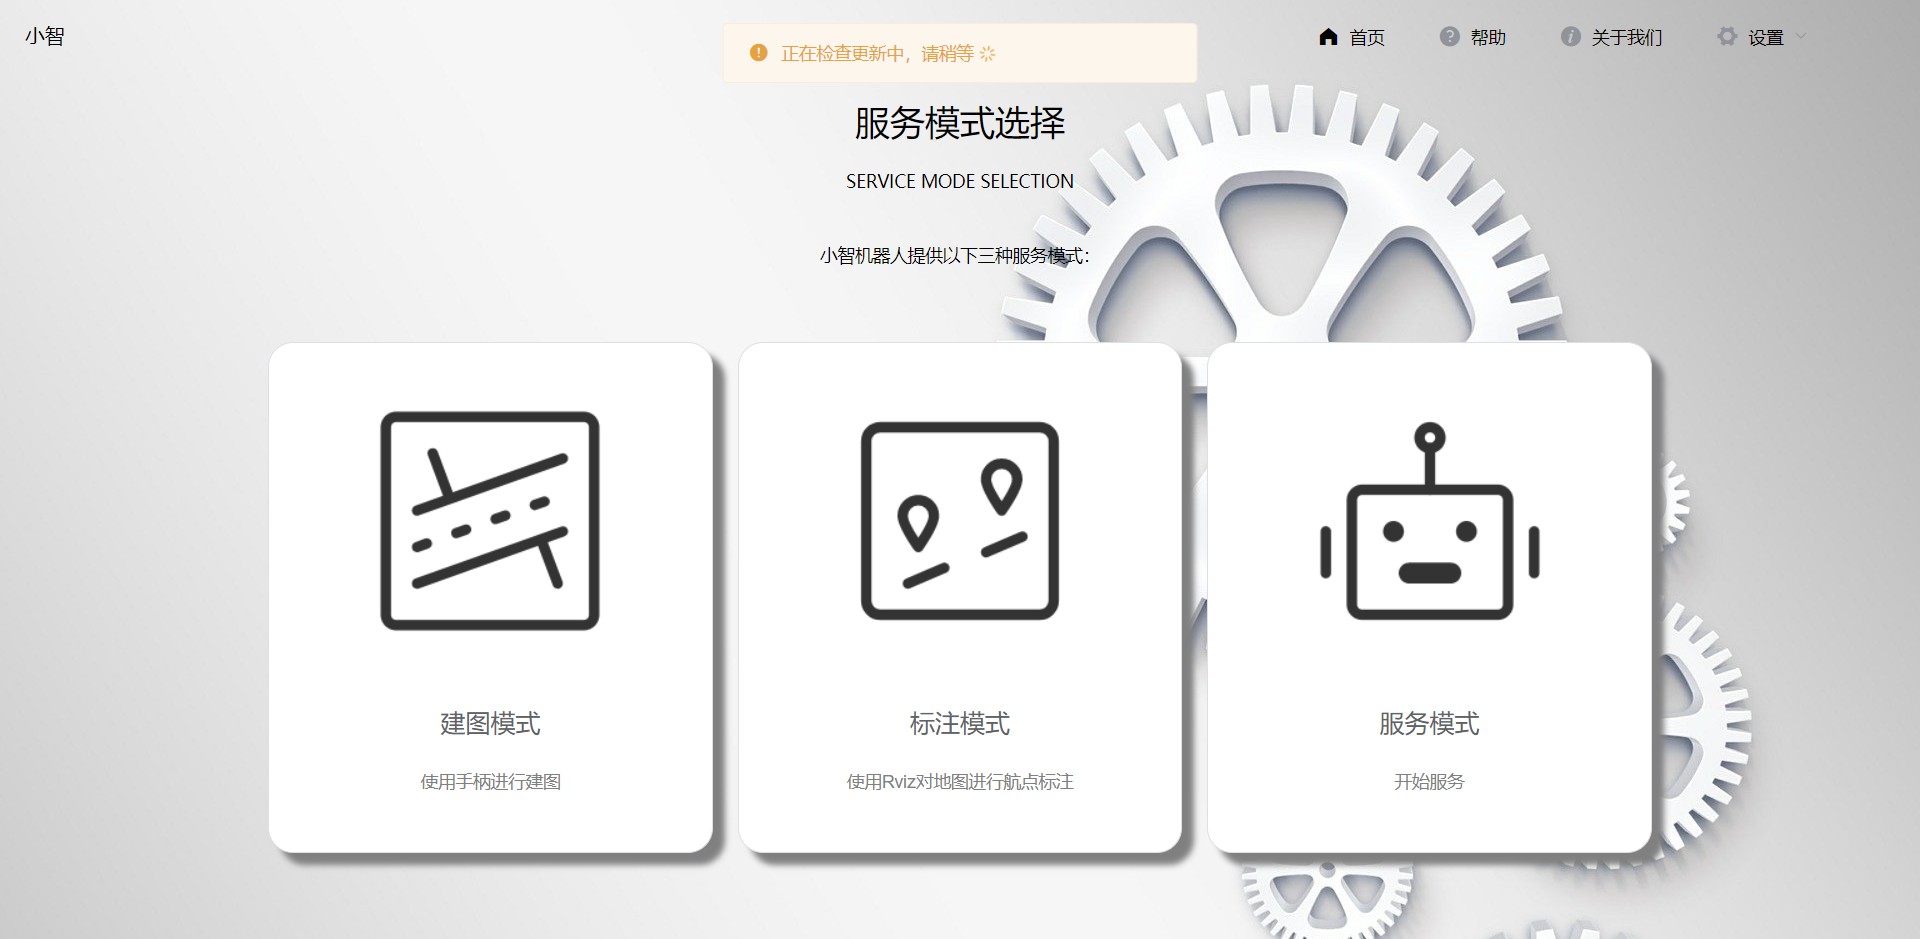 小智
正在检查更新中，请稍等
首页
帮助
关于我们
设置
服务模式选择
SERVICE MODE SELECTION
小智机器人提供以下三种服务模式：
建图模式
使用手柄进行建图
标注模式
使用Rviz对地图进行航点标注
服务模式
开始服务